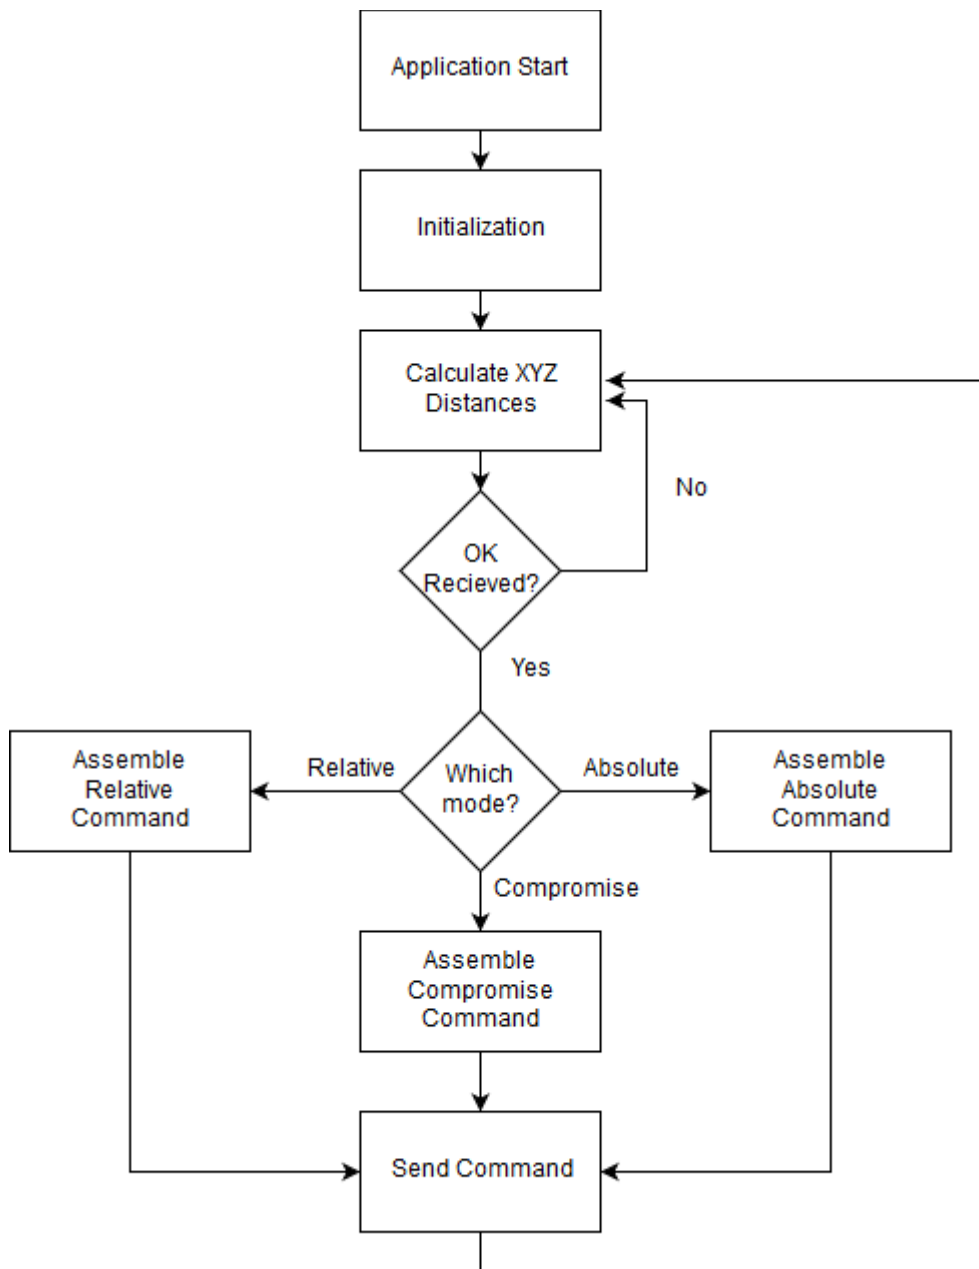 Application Start
Initialization
Calculate XYZ
Distances
No
OK
Recieved?
Yes
Assemble
Relative
Command
Relative
Which
mode?
Absolute
Assemble
Absolute
Command
Compromise
Assemble
Compromise
Command
Send Command